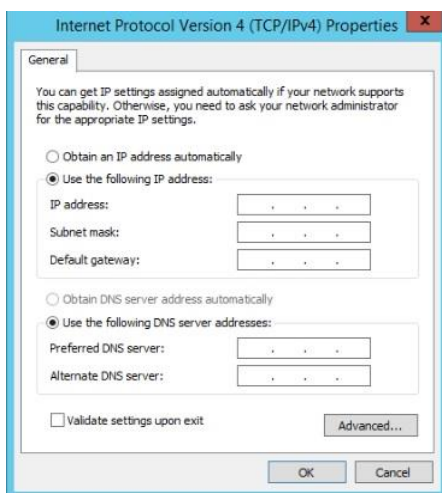 Internet Protocol Version 4 (TCP/IPv4) Properties
x
General
You can get IP settings assigned automatically if your network supports
this capability. Otherwise, you need to ask your network administrator
for the appropriate IP settings.
Obtain an IP address automatically
Use the following IP address:
IP address: . . .
Subnet mask: . . .
Default gateway: . . .
Obtain DNS server address automatically
Use the following DNS server addresses:
Preferred DNS server: . . .
Alternate DNS server: . . .
Validate settings upon exit
Advanced...
OK Cancel